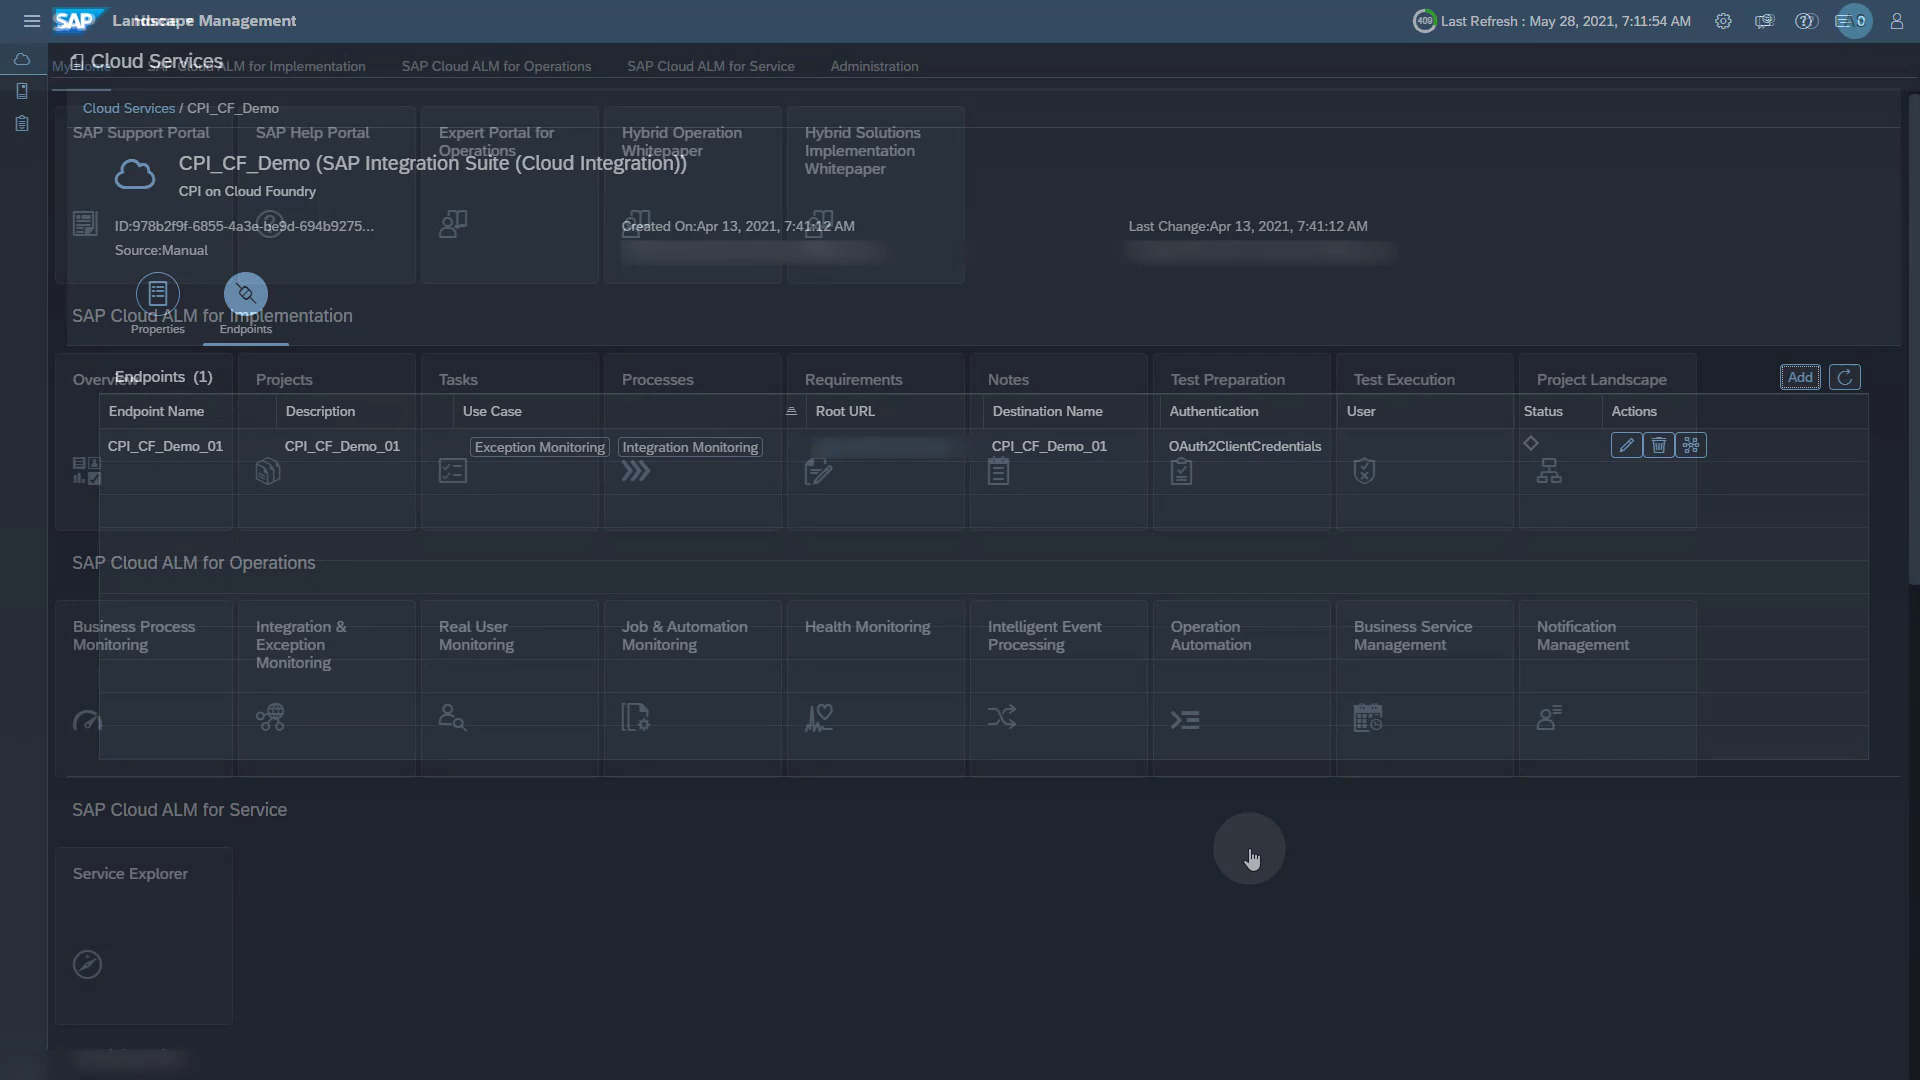 SAP Landscape Management
409 Last Refresh : May 28, 2021, 7:11:54 AM
Cloud Services
SAP Cloud ALM for Implementation SAP Cloud ALM for Operations SAP Cloud ALM for Service Administration
Cloud Services / CPI_CF_Demo
SAP Support Portal
SAP Help Portal
Expert Portal for
Operations
Hybrid Operation
Whitepaper
Hybrid Solutions
Implementation
Whitepaper
CPI_CF_Demo (SAP Integration Suite (Cloud Integration))
CPI on Cloud Foundry
ID:978b2f9f-6855-4a3e-be9d-694b9275...
Created On:Apr 13, 2021, 7:41:12 AM
Last Change:Apr 13, 2021, 7:41:12 AM
Source:Manual
SAP Cloud ALM for Implementation
Properties
Endpoints
Overview
Projects
Tasks
Processes
Requirements
Notes
Test Preparation
Test Execution
Project Landscape
Endpoints (1)
Add
Endpoint Name Description Use Case Root URL Destination Name Authentication User Status Actions
CPI_CF_Demo_01 CPI_CF_Demo_01 Exception Monitoring Integration Monitoring CPI_CF_Demo_01 OAuth2ClientCredentials
SAP Cloud ALM for Operations
Business Process
Monitoring
Integration &
Exception
Monitoring
Real User
Monitoring
Job & Automation
Monitoring
Health Monitoring
Intelligent Event
Processing
Operation
Automation
Business Service
Management
Notification
Management
SAP Cloud ALM for Service
Service Explorer